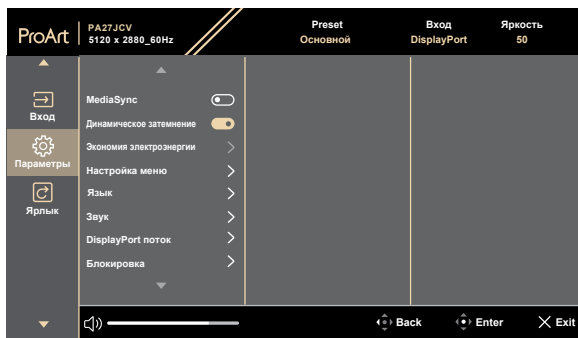 ProArt
PA27JCV
5120 x 2880_60Hz
Preset
Основной
Вход
DisplayPort
Яркость
50
Вход
Параметры
Ярлык
MediaSync
Динамическое затемнение
Экономия электроэнергии
Настройка меню
Язык
Звук
DisplayPort поток
Блокировка
Back
Enter
Exit